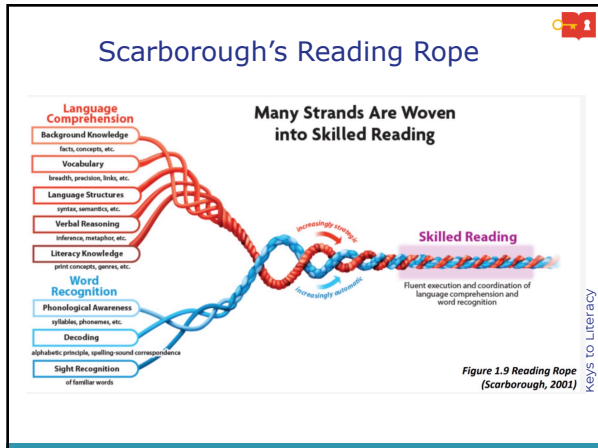 Scarborough's Reading Rope
Language
Comprehension
Background Knowledge
facts, concepts, etc.
Vocabulary
breadth, precision, links, etc.
Language Structures
syntax, semantics, etc.
Verbal Reasoning
inference, metaphor, etc.
Literacy Knowledge
print concepts, genres, etc.
Word
Recognition
Phonological Awareness
syllables, phonemes, etc.
Decoding
alphabetic principle, spelling-sound correspondence
Sight Recognition
of familiar words
Many Strands Are Woven
into Skilled Reading
increasingly strategic
increasingly automatic
Skilled Reading
Fluent execution and coordination of
language comprehension and
word recognition
Figure 1.9 Reading Rope
(Scarborough, 2001)
Keys to Literacy